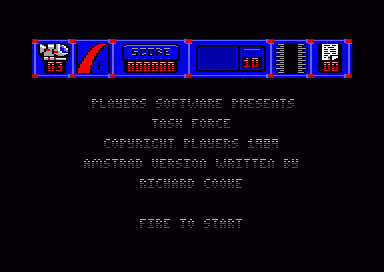 SCORE
03 000000 10 00
PLAYERS SOFTWARE PRESENTS
TASK FORCE
COPYRIGHT PLAYERS 1989
AMSTRAD VERSION WRITTEN BY
RICHARD COOKE
FIRE TO START